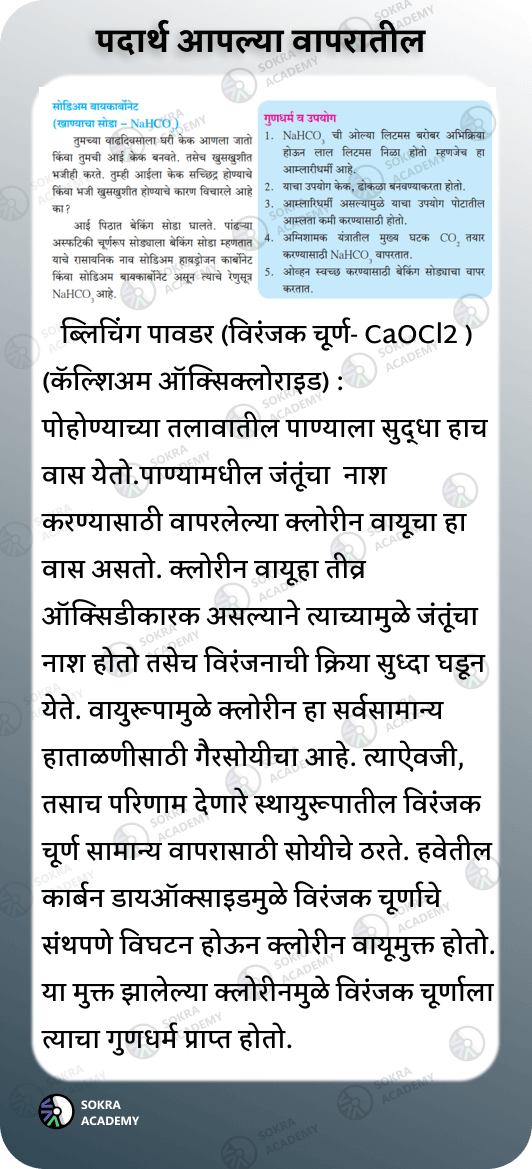 पदार्थ आपल्या वापरातील
सोडिअम बायकार्बोनेट
(खाण्याचा सोडा – NaHCO3)
तुमच्या वाढदिवसाला घरी केक आणला जातो
किंवा तुमची आई केक बनवते. तसेच खुसखुशीत
भजीही करते. तुम्ही आईला केक सच्छिद्र होण्याचे
किंवा भजी खुसखुशीत होण्याचे कारण विचारले आहे
का?
आई पिठात बेकिंग सोडा घालते. पांढऱ्या
अस्फटिकी चूर्णरूप सोड्याला बेकिंग सोडा म्हणतात
याचे रासायनिक नाव सोडिअम हायड्रोजन कार्बोनेट
किंवा सोडिअम बायकार्बोनेट असून त्याचे रेणुसूत्र
NaHCO3 आहे.
गुणधर्म व उपयोग
1. NaHCO3 ची ओल्या लिटमस बरोबर अभिक्रिया
होऊन लाल लिटमस निळा होतो म्हणजेच हा
आम्लारीधर्मी आहे.
2. याचा उपयोग केक, ढोकळा बनवण्याकरता होतो.
3. आम्लारिधर्मी असल्यामुळे याचा उपयोग पोटातील
आम्लता कमी करण्यासाठी होतो.
4. अग्निशामक यंत्रातील मुख्य घटक CO2 तयार
करण्यासाठी NaHCO3 वापरतात.
5. ओव्हन स्वच्छ करण्यासाठी बेकिंग सोड्याचा वापर
करतात.
ब्लिचिंग पावडर (विरंजक चूर्ण- CaOCl2 )
(कॅल्शिअम ऑक्सिक्लोराइड) :
पोहोण्याच्या तलावातील पाण्याला सुद्धा हाच
वास येतो.पाण्यामधील जंतूंचा नाश
करण्यासाठी वापरलेल्या क्लोरीन वायूचा हा
वास असतो. क्लोरीन वायूहा तीव्र
ऑक्सिडीकारक असल्याने त्याच्यामुळे जंतूंचा
नाश होतो तसेच विरंजनाची क्रिया सुध्दा घडून
येते. वायुरूपामुळे क्लोरीन हा सर्वसामान्य
हाताळणीसाठी गैरसोयीचा आहे. त्याऐवजी,
तसाच परिणाम देणारे स्थायुरूपातील विरंजक
चूर्ण सामान्य वापरासाठी सोयीचे ठरते. हवेतील
कार्बन डायऑक्साइडमुळे विरंजक चूर्णाचे
संथपणे विघटन होऊन क्लोरीन वायूमुक्त होतो.
या मुक्त झालेल्या क्लोरीनमुळे विरंजक चूर्णाला
त्याचा गुणधर्म प्राप्त होतो.
SOKRA
ACADEMY